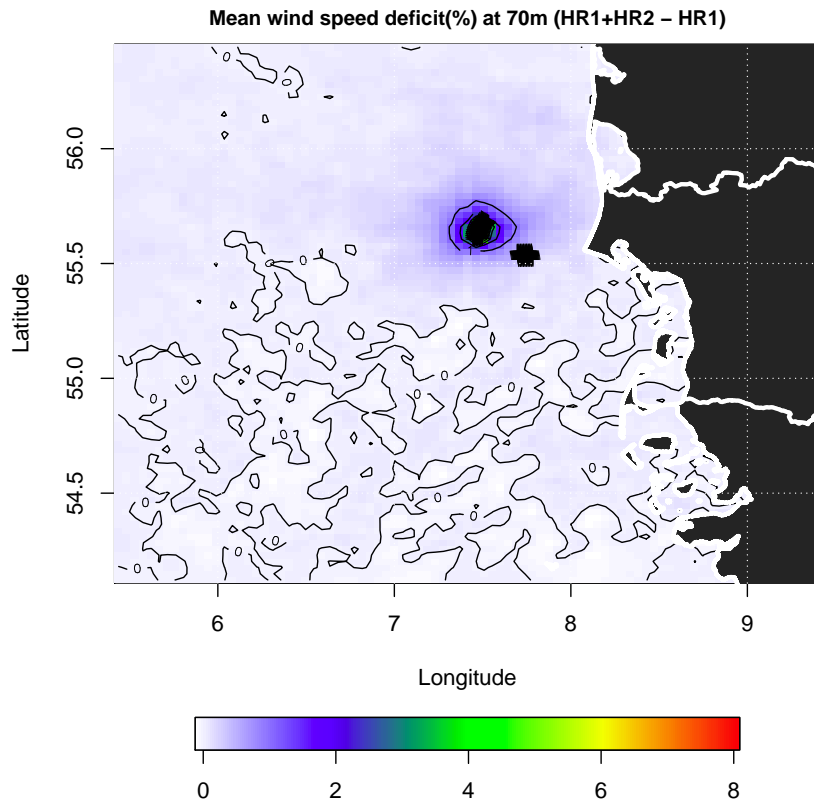 Mean wind speed deficit(%) at 70m (HR1+HR2 − HR1)
Latitude
56.0
55.5
55.0
54.5
6 7 8 9
Longitude
0 2 4 6 8